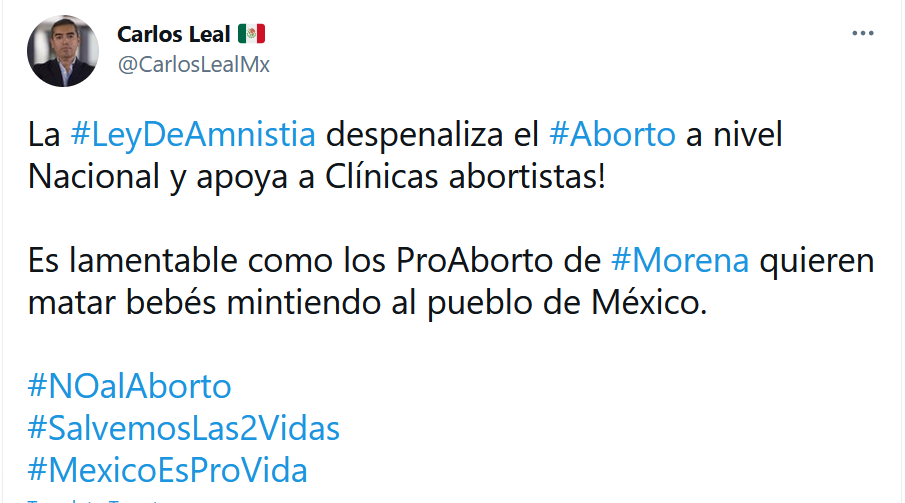 Carlos Leal 🇲🇽
@CarlosLealMx
La #LeyDeAmnistia despenaliza el #Aborto a nivel
Nacional y apoya a Clínicas abortistas!
Es lamentable como los ProAborto de #Morena quieren
matar bebés mintiendo al pueblo de México.
#NOalAborto
#SalvemosLas2Vidas
#MexicoEsProVida